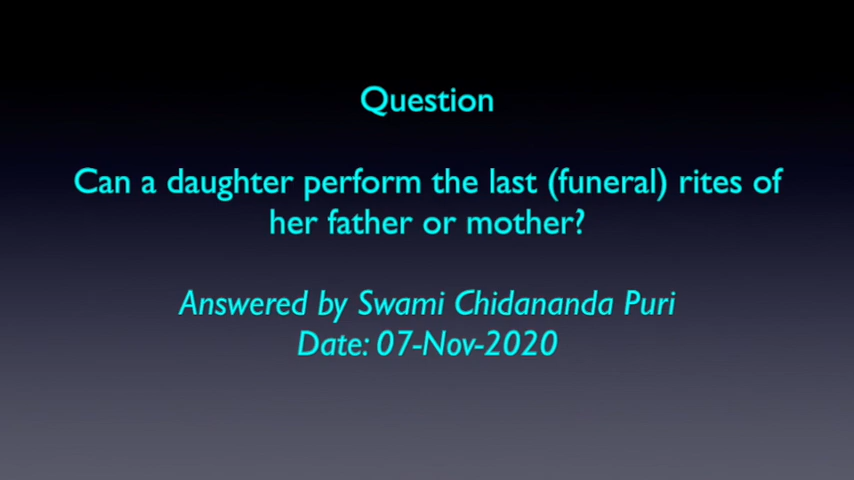 Question
Can a daughter perform the last (funeral) rites of
her father or mother?
Answered by Swami Chidananda Puri
Date: 07-Nov-2020